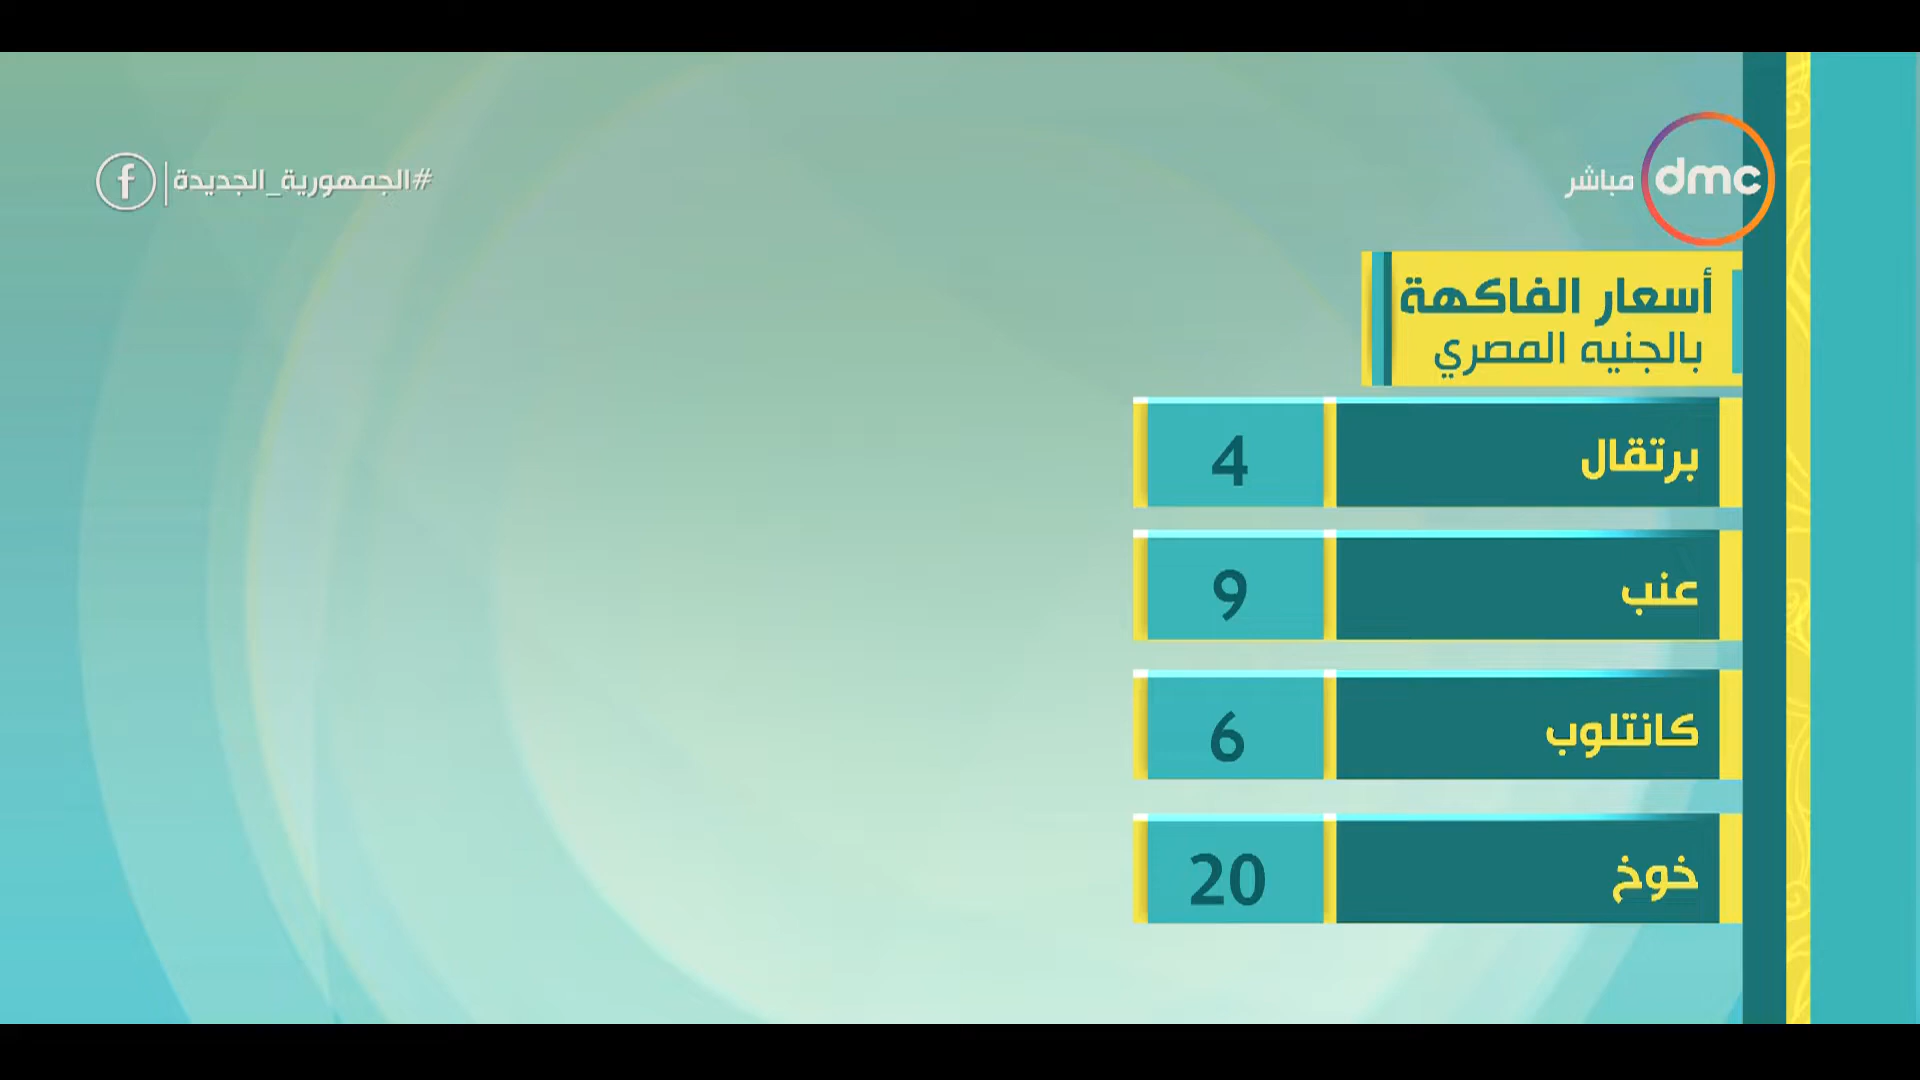 dmc مباشر
#الجمهورية_الجديدة f
أسعار الفاكهة
بالجنيه المصري
برتقال 4
عنب 9
كانتلوب 6
خوخ 20